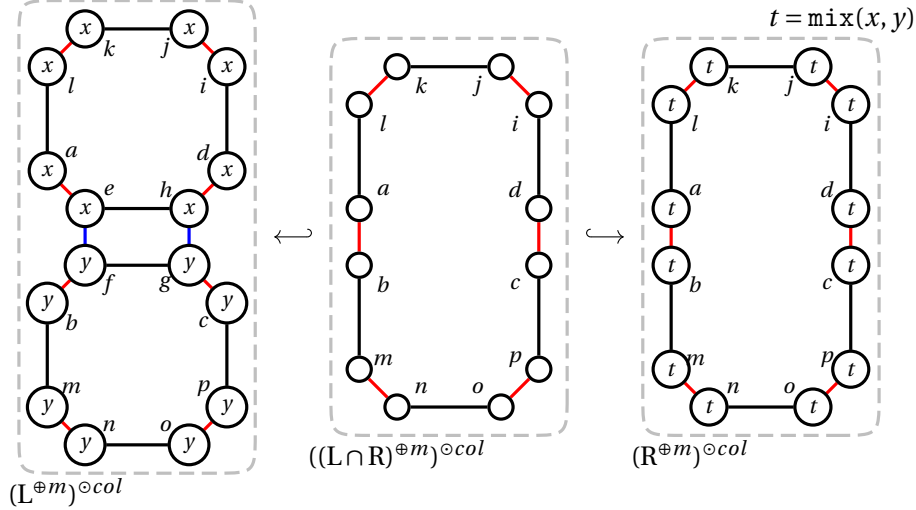 t = mix(x, y)
x x t t
k j k j k j
x x t t
l i l i l i
a d a d a d
x x t t
e h
x x
y y t t
f g b c b c
y y
b c
m p m p m p
y y t t
n o n o n o
y y t t
((L ∩ R)^{⊕m})^{⊙col} (R^{⊕m})^{⊙col}
(L^{⊕m})^{⊙col}